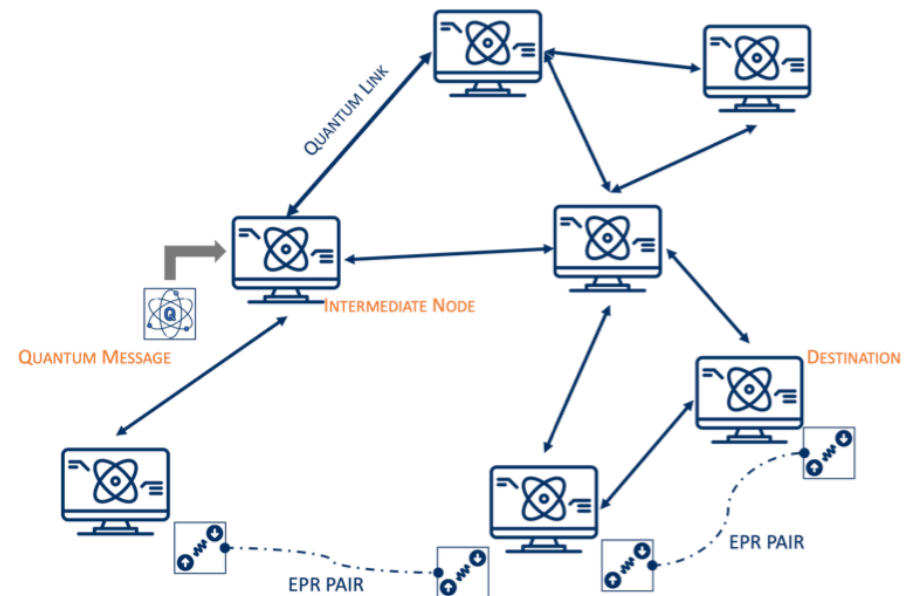 QUANTUM LINK
INTERMEDIATE NODE
Q
QUANTUM MESSAGE
DESTINATION
EPR PAIR
EPR PAIR